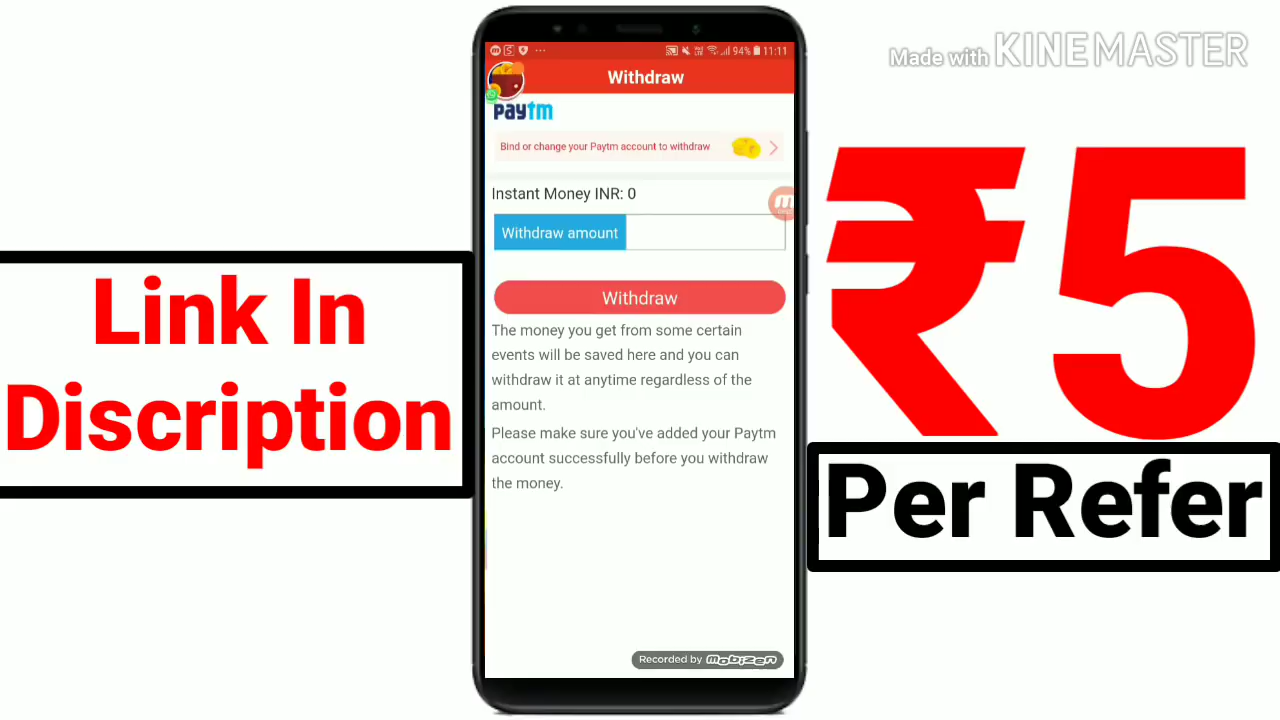 94% 11:11
Made with KINEMASTER
Withdraw
paytm
Bind or change your Paytm account to withdraw
Instant Money INR: 0
Withdraw amount
Withdraw
The money you get from some certain
events will be saved here and you can
withdraw it at anytime regardless of the
amount.
Please make sure you've added your Paytm
account successfully before you withdraw
the money.
Recorded by mobizen
Link In
Discription
₹5
Per Refer